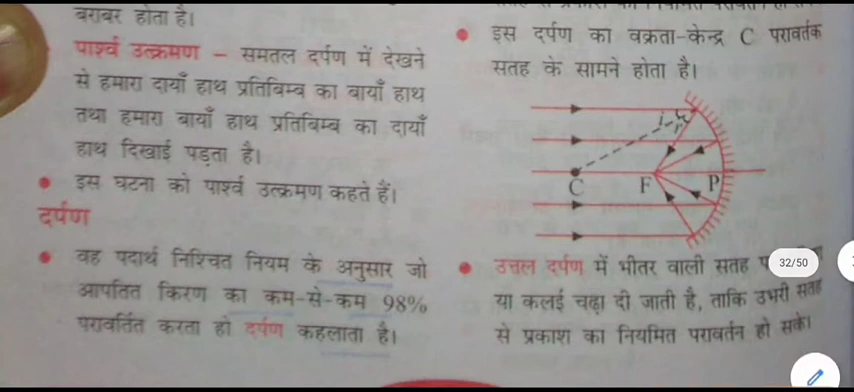 बराबर होता है।
पार्श्व उत्क्रमण – समतल दर्पण में देखने
से हमारा दायाँ हाथ प्रतिबिम्ब का बायाँ हाथ
तथा हमारा बायाँ हाथ प्रतिबिम्ब का दायाँ
हाथ दिखाई पड़ता है।
• इस घटना को पार्श्व उत्क्रमण कहते हैं।
दर्पण
• वह पदार्थ निश्चित नियम के अनुसार जो
आपतित किरण का कम-से-कम 98%
परावर्तित करता हो दर्पण कहलाता है।
• इस दर्पण का वक्रता-केन्द्र C परावर्तक
सतह के सामने होता है।
i
r
C F P
• उत्तल दर्पण में भीतर वाली सतह
32/50
या कलई चढ़ा दी जाती है, ताकि उभरी सतह
से प्रकाश का नियमित परावर्तन हो सके।